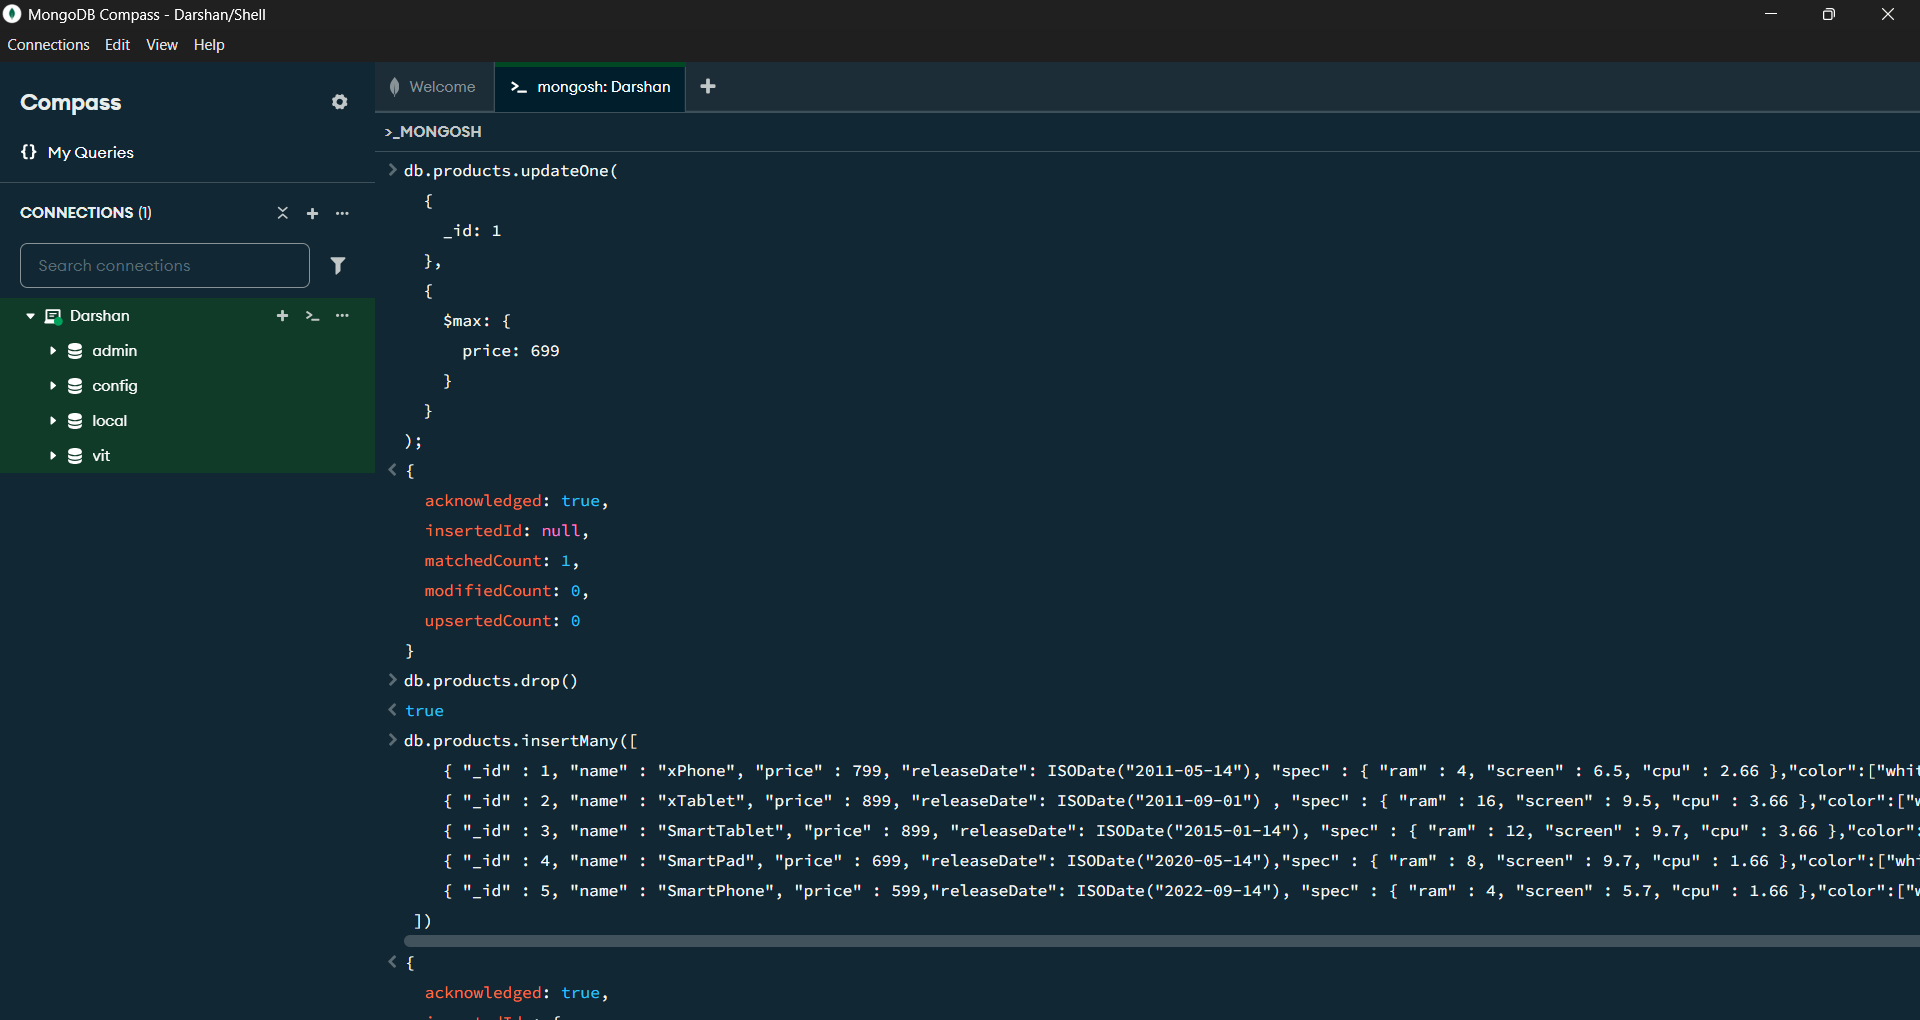 MongoDB Compass - Darshan/Shell
Connections Edit View Help
Compass
{} My Queries
CONNECTIONS (1)
Search connections
Darshan
admin
config
local
vit
Welcome
>_ mongosh: Darshan
>_MONGOSH
> db.products.updateOne(
{
_id: 1
},
{
$max: {
price: 699
}
}
);
< {
acknowledged: true,
insertedId: null,
matchedCount: 1,
modifiedCount: 0,
upsertedCount: 0
}
> db.products.drop()
< true
> db.products.insertMany([
{ "_id" : 1, "name" : "xPhone", "price" : 799, "releaseDate": ISODate("2011-05-14"), "spec" : { "ram" : 4, "screen" : 6.5, "cpu" : 2.66 },"color":["whit
{ "_id" : 2, "name" : "xTablet", "price" : 899, "releaseDate": ISODate("2011-09-01") , "spec" : { "ram" : 16, "screen" : 9.5, "cpu" : 3.66 },"color":["w
{ "_id" : 3, "name" : "SmartTablet", "price" : 899, "releaseDate": ISODate("2015-01-14"), "spec" : { "ram" : 12, "screen" : 9.7, "cpu" : 3.66 },"color":
{ "_id" : 4, "name" : "SmartPad", "price" : 699, "releaseDate": ISODate("2020-05-14"),"spec" : { "ram" : 8, "screen" : 9.7, "cpu" : 1.66 },"color":["whi
{ "_id" : 5, "name" : "SmartPhone", "price" : 599,"releaseDate": ISODate("2022-09-14"), "spec" : { "ram" : 4, "screen" : 5.7, "cpu" : 1.66 },"color":["w
])
< {
acknowledged: true,